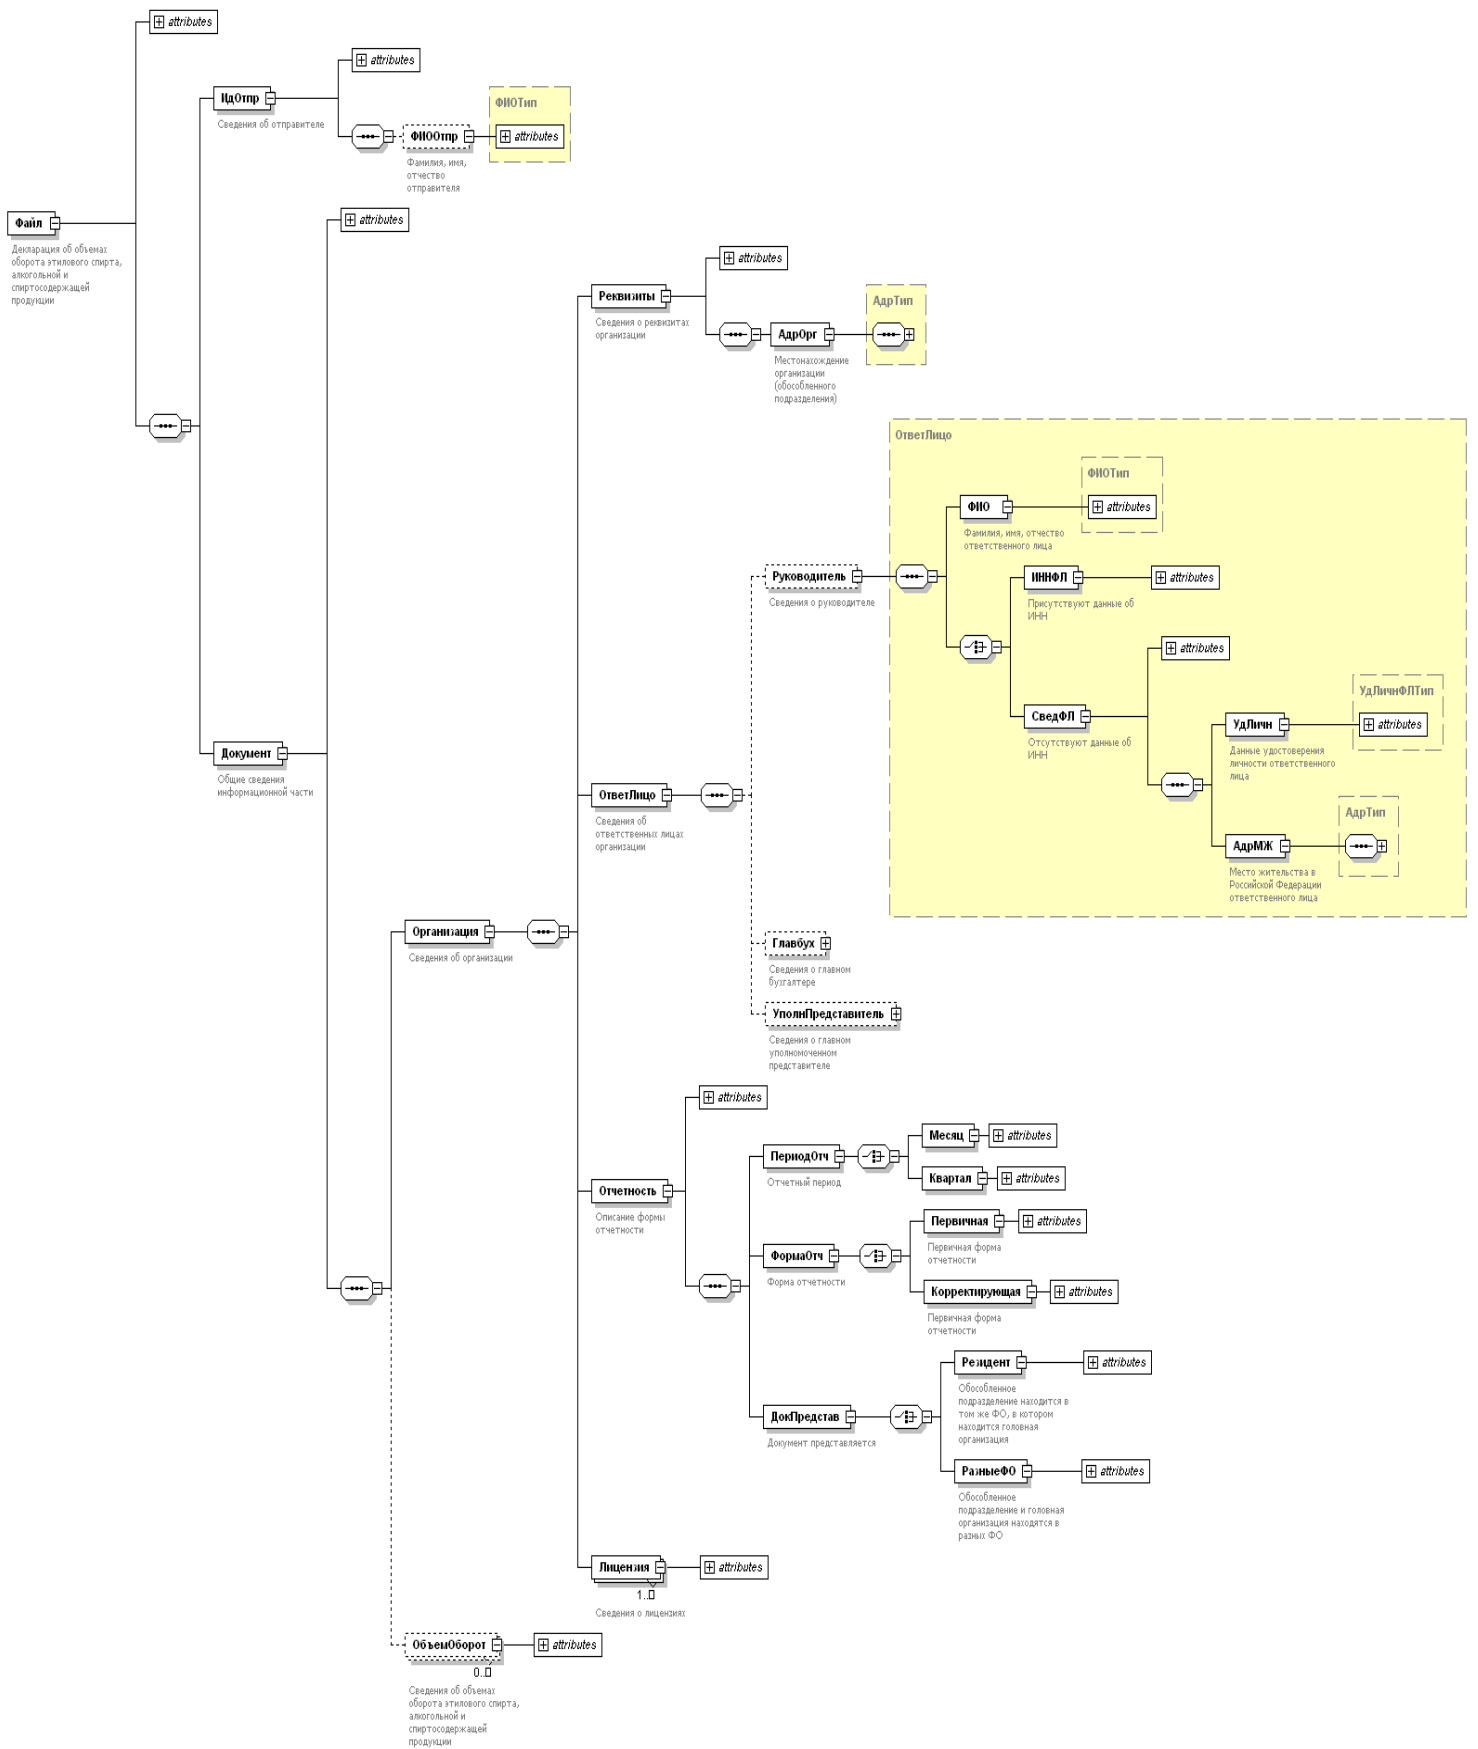 attributes
attributes
ИдОтпр
Сведения об отправителе
ФИОТип
ФИООтпр
attributes
Фамилия, имя,
отчество
отправителя
Файл
Декларация об объемах
оборота этилового спирта,
алкогольной и
спиртосодержащей
продукции
attributes
attributes
Реквизиты
Сведения о реквизитах
организации
АдрТип
АдрОрг
Местонахождение
организации
(обособленного
подразделения)
ОтветЛицо
ФИОТип
ФИО
attributes
Фамилия, имя, отчество
ответственного лица
Руководитель
Сведения о руководителе
ИННФЛ
attributes
Присутствуют данные об
ИНН
attributes
СведФЛ
Отсутствуют данные об
ИНН
УдЛичнФЛТип
УдЛичн
attributes
Данные удостоверения
личности ответственного
лица
АдрТип
АдрМЖ
Место жительства в
Российской Федерации
ответственного лица
Документ
Общие сведения
информационной части
ОтветЛицо
Сведения об
ответственных лицах
организации
Организация
Сведения об организации
Главбух
Сведения о главном
бухгалтере
УполнПредставитель
Сведения о главном
уполномоченном
представителе
attributes
Отчетность
Описание формы
отчетности
ПериодОтч
Отчетный период
Месяц
attributes
Квартал
attributes
ФормаОтч
Форма отчетности
Первичная
attributes
Первичная форма
отчетности
Корректирующая
attributes
Первичная форма
отчетности
ДокПредстав
Документ представляется
Резидент
attributes
Обособленное
подразделение находится в
том же ФО, в котором
находится головная
организация
РазныеФО
attributes
Обособленное
подразделение и головная
организация находятся в
разных ФО
Лицензия
attributes
1..
Сведения о лицензиях
ОбъемОборот
attributes
0..
Сведения об объемах
оборота этилового спирта,
алкогольной и
спиртосодержащей
продукции